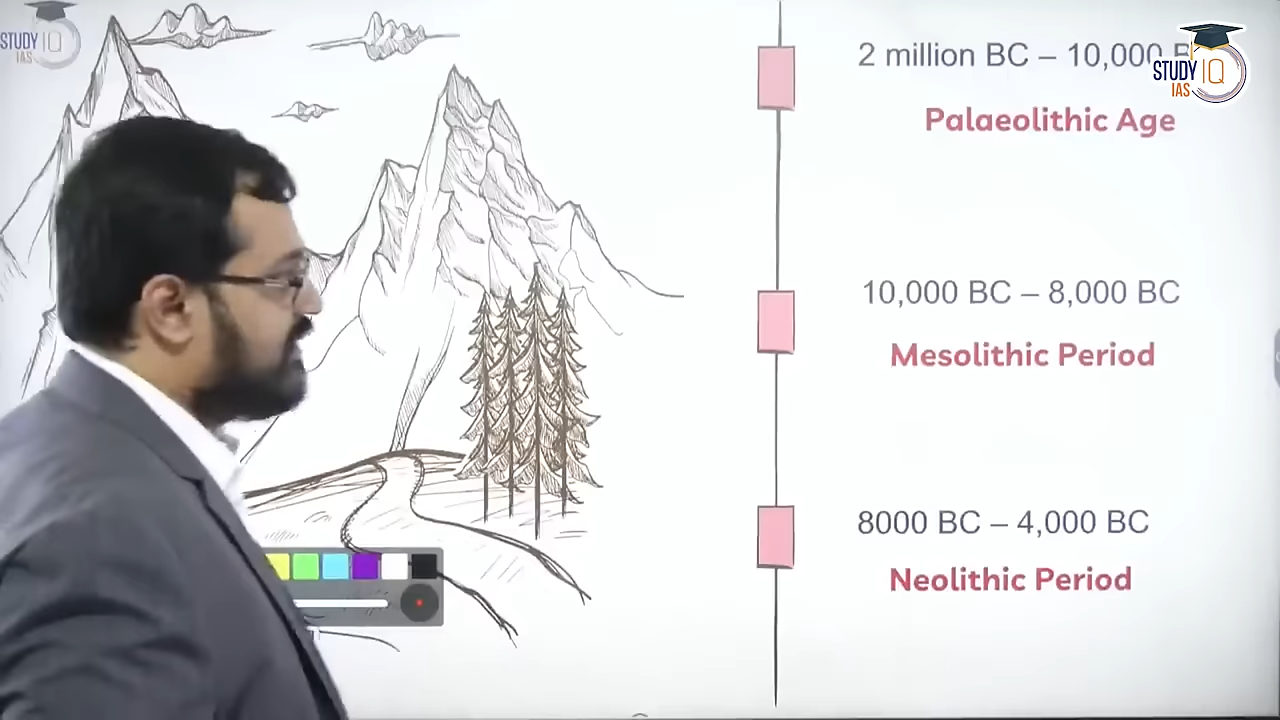 STUDY IQ
IAS
2 million BC – 10,000
STUDY IQ
IAS
Palaeolithic Age
10,000 BC – 8,000 BC
Mesolithic Period
8000 BC – 4,000 BC
Neolithic Period